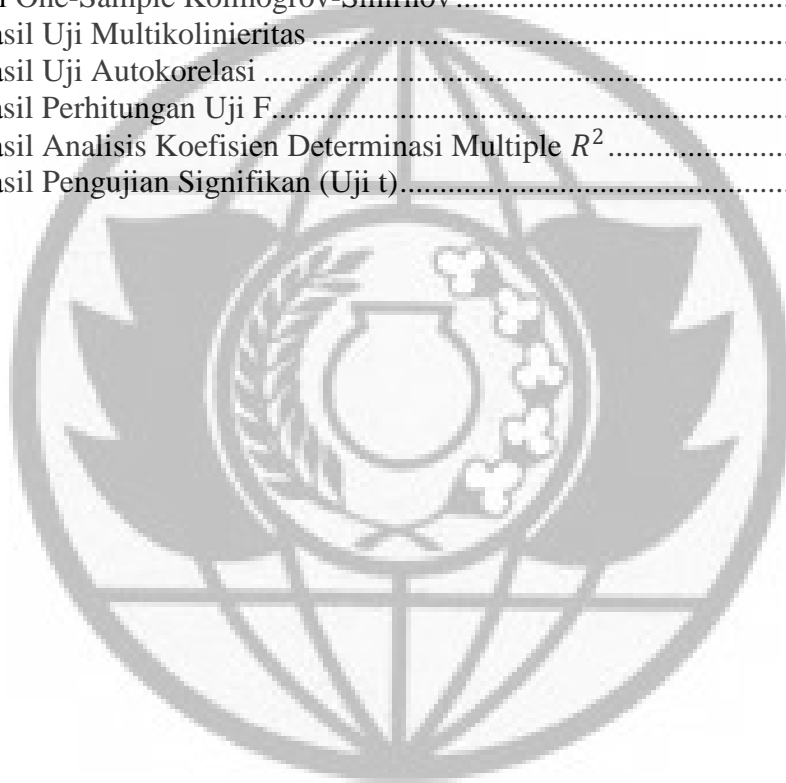 One-Sample Kolmogrov-Smirnov....................................................
asil Uji Multikolinieritas....................................................................
asil Uji Autokorelasi .......................................................................
asil Perhitungan Uji F......................................................................
asil Analisis Koefisien Determinasi Multiple R².............................
asil Pengujian Signifikan (Uji t).......................................................